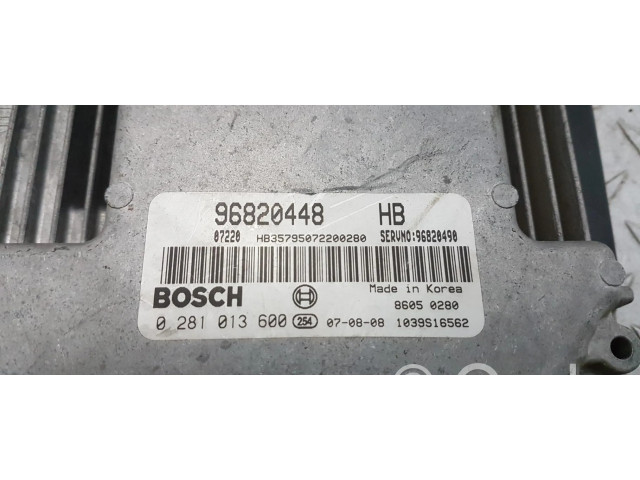 96820448 HB
07220 HB35795072200280 SERVNO:96820490
BOSCH Made in Korea
8605 0280
0 281 013 600 254 07-08-08 1039S16562